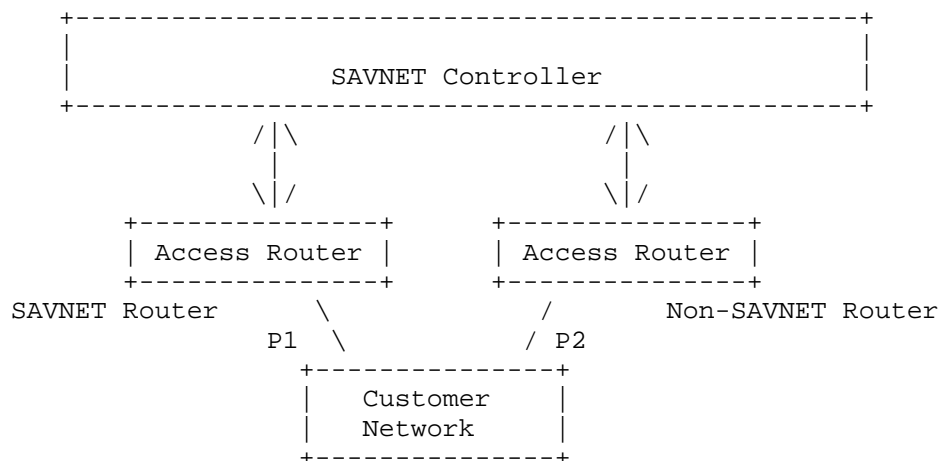 SAVNET Controller
Access Router Access Router
SAVNET Router Non-SAVNET Router
P1 P2
Customer
Network